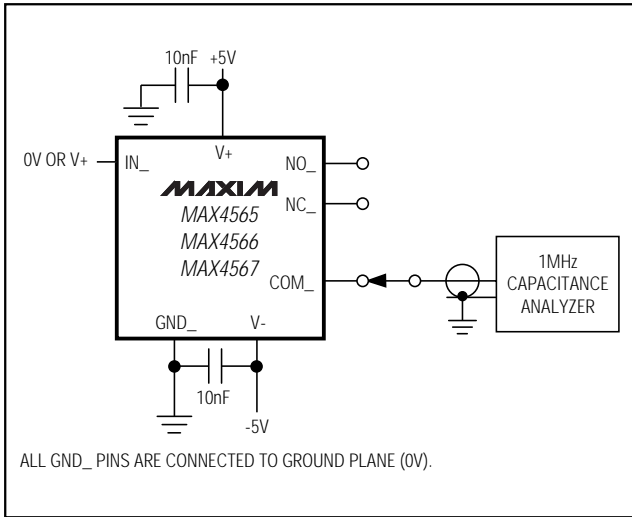 10nF +5V
0V OR V+
IN_
V+
NO_
MAXIM
NC_
MAX4565
MAX4566
MAX4567
COM_
1MHz
CAPACITANCE
ANALYZER
GND_
V-
10nF
-5V
ALL GND_ PINS ARE CONNECTED TO GROUND PLANE (0V).